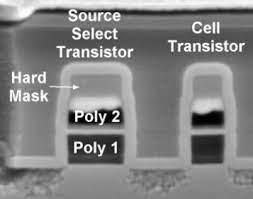 Source
Select
Transistor
Cell
Transistor
Hard
Mask
Poly 2
Poly 1